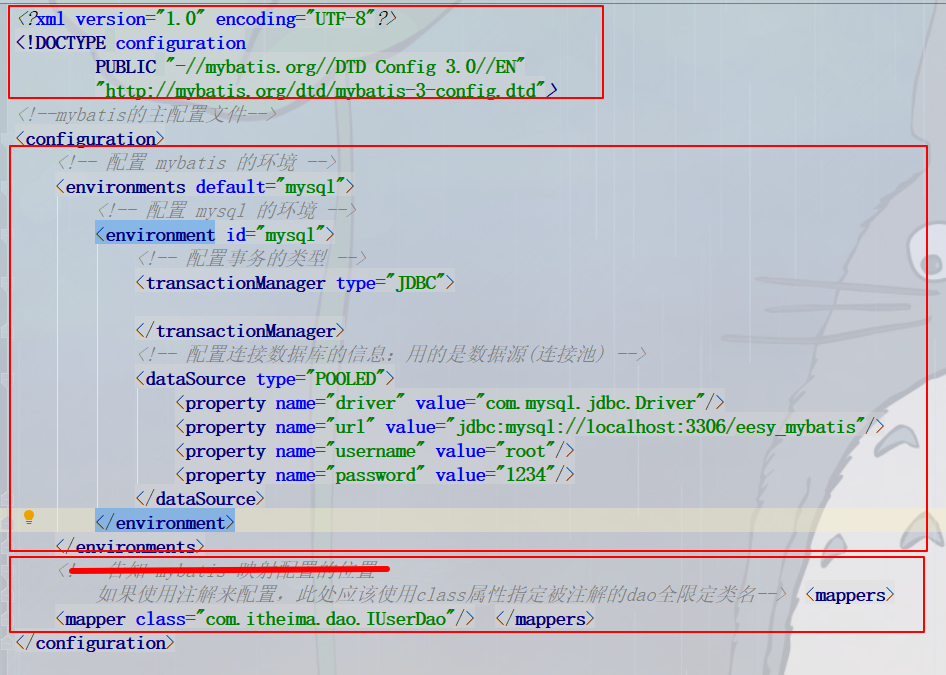 <?xml version="1.0" encoding="UTF-8"?>
<!DOCTYPE configuration
PUBLIC "-//mybatis.org//DTD Config 3.0//EN"
"http://mybatis.org/dtd/mybatis-3-config.dtd">
<!--mybatis的主配置文件-->
<configuration>
<!-- 配置 mybatis 的环境 -->
<environments default="mysql">
<!-- 配置 mysql 的环境 -->
<environment id="mysql">
<!-- 配置事务的类型 -->
<transactionManager type="JDBC">
</transactionManager>
<!-- 配置连接数据库的信息：用的是数据源(连接池) -->
<dataSource type="POOLED">
<property name="driver" value="com.mysql.jdbc.Driver"/>
<property name="url" value="jdbc:mysql://localhost:3306/eesy_mybatis"/>
<property name="username" value="root"/>
<property name="password" value="1234"/>
</dataSource>
</environment>
</environments>
<!-- 告知 mybatis 映射配置的位置
如果使用注解来配置，此处应该使用class属性指定被注解的dao全限定类名--> <mappers>
<mapper class="com.itheima.dao.IUserDao"/> </mappers>
</configuration>